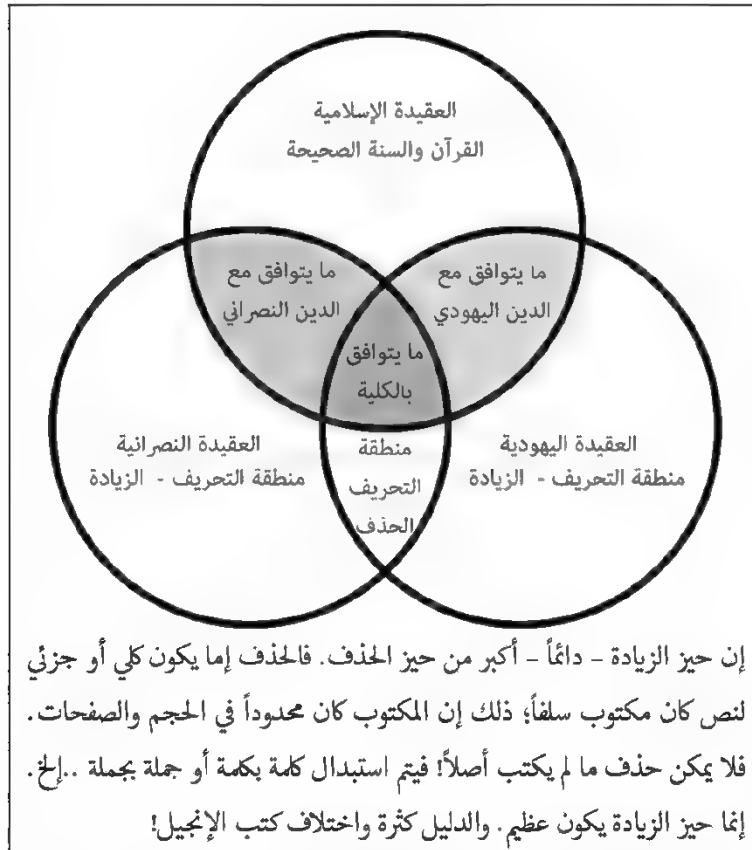 العقيدة الإسلامية
القرآن والسنة الصحيحة
ما يتوافق مع
الدين النصراني
ما يتوافق مع
الدين اليهودي
ما يتوافق
بالكلية
العقيدة النصرانية
منطقة التحريف - الزيادة
منطقة
التحريف
الحذف
العقيدة اليهودية
منطقة التحريف - الزيادة
إن حيز الزيادة – دائماً – أكبر من حيز الحذف. فالحذف إما يكون كلي أو جزئي
لنص كان مكتوب سلفاً؛ ذلك إن المكتوب كان محدوداً في الحجم والصفحات.
فلا يمكن حذف ما لم يكتب أصلاً! فيتم استبدال كلمة بكلمة أو جملة بجملة ..إلخ.
إنما حيز الزيادة يكون عظيم. والدليل كثرة واختلاف كتب الإنجيل!